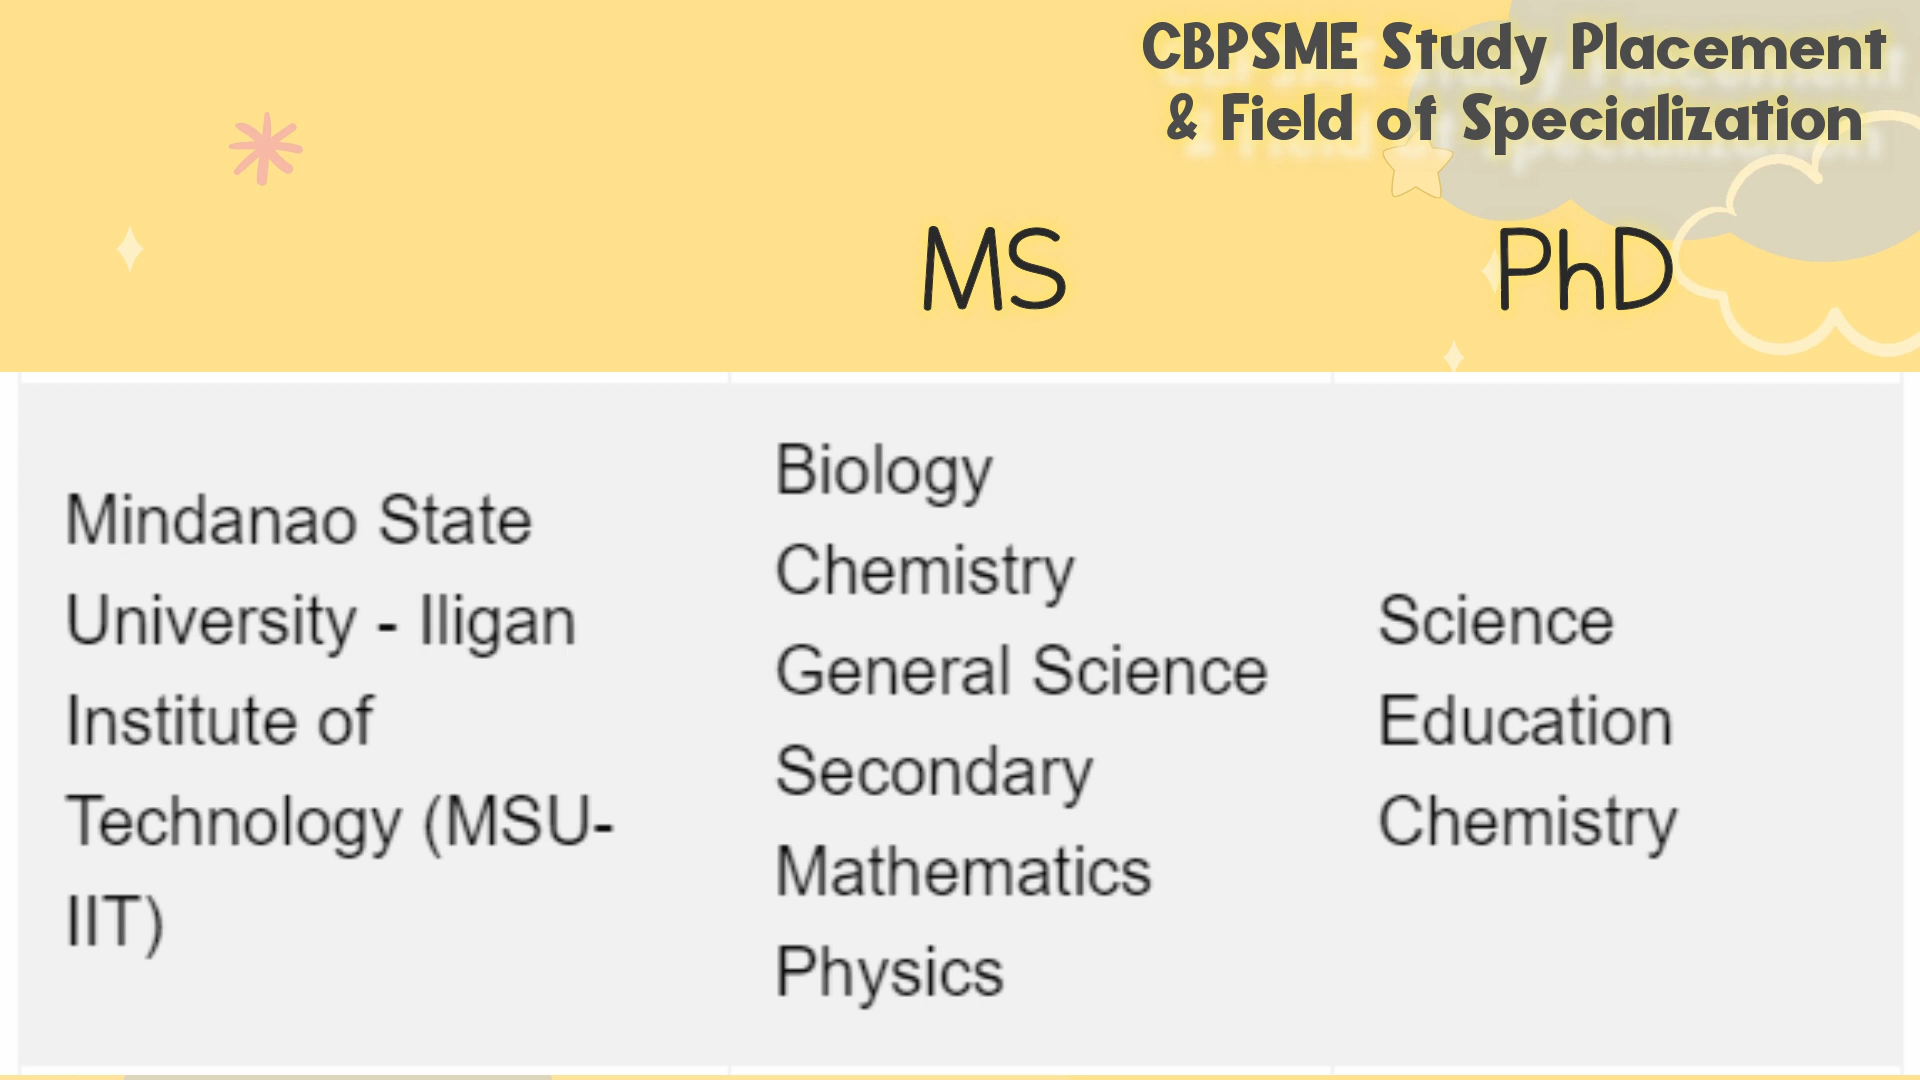 CBPSME Study Placement
& Field of Specialization
MS
PhD
Mindanao State
University - Iligan
Institute of
Technology (MSU-
IIT)
Biology
Chemistry
General Science
Secondary
Mathematics
Physics
Science
Education
Chemistry